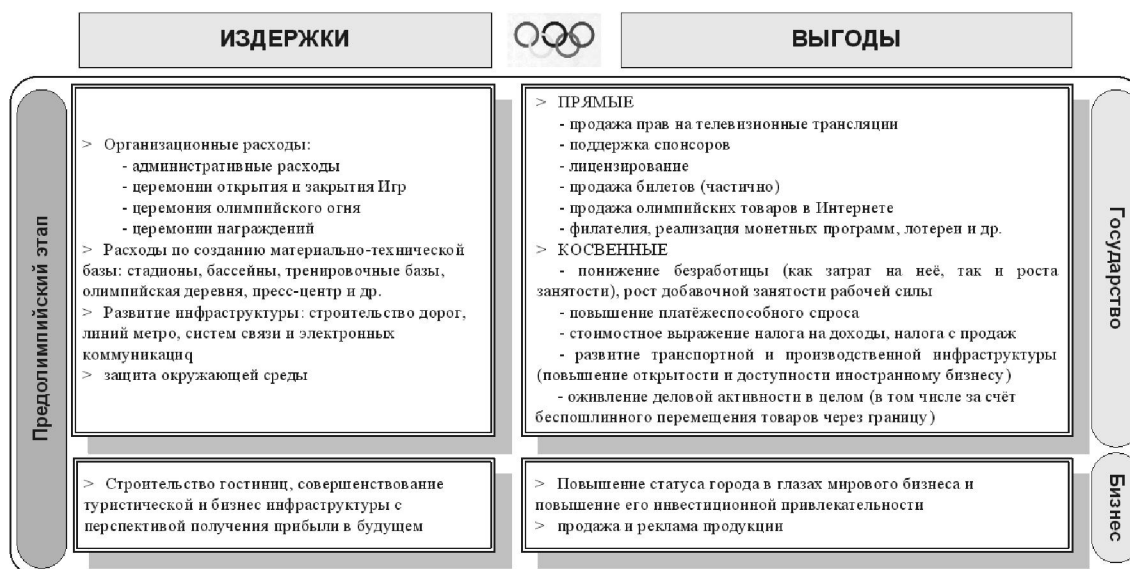 ИЗДЕРЖКИ
ВЫГОДЫ
Предолимпийский этап
> Организационные расходы:
- административные расходы
- церемонии открытия и закрытия Игр
- церемония олимпийского огня
- церемонии награждений
> Расходы по созданию материально-технической
базы: стадионы, бассейны, тренировочные базы,
олимпийская деревня, пресс-центр и др.
> Развитие инфраструктуры: строительство дорог,
линий метро, систем связи и электронных
коммуникациq
> защита окружающей среды
> ПРЯМЫЕ
- продажа прав на телевизионные трансляции
- поддержка спонсоров
- лицензирование
- продажа билетов (частично)
- продажа олимпийских товаров в Интернете
- филателия, реализация монетных программ, лотереи и др.
> КОСВЕННЫЕ
- понижение безработицы (как затрат на неё, так и роста
занятости), рост добавочной занятости рабочей силы
- повышение платёжеспособного спроса
- стоимостное выражение налога на доходы, налога с продаж
- развитие транспортной и производственной инфраструктуры
(повышение открытости и доступности иностранному бизнесу)
- оживление деловой активности в целом (в том числе за счёт
беспошлинного перемещения товаров через границу)
Государство
> Строительство гостиниц, совершенствование
туристической и бизнес инфраструктуры с
перспективой получения прибыли в будущем
> Повышение статуса города в глазах мирового бизнеса и
повышение его инвестиционной привлекательности
> продажа и реклама продукции
Бизнес